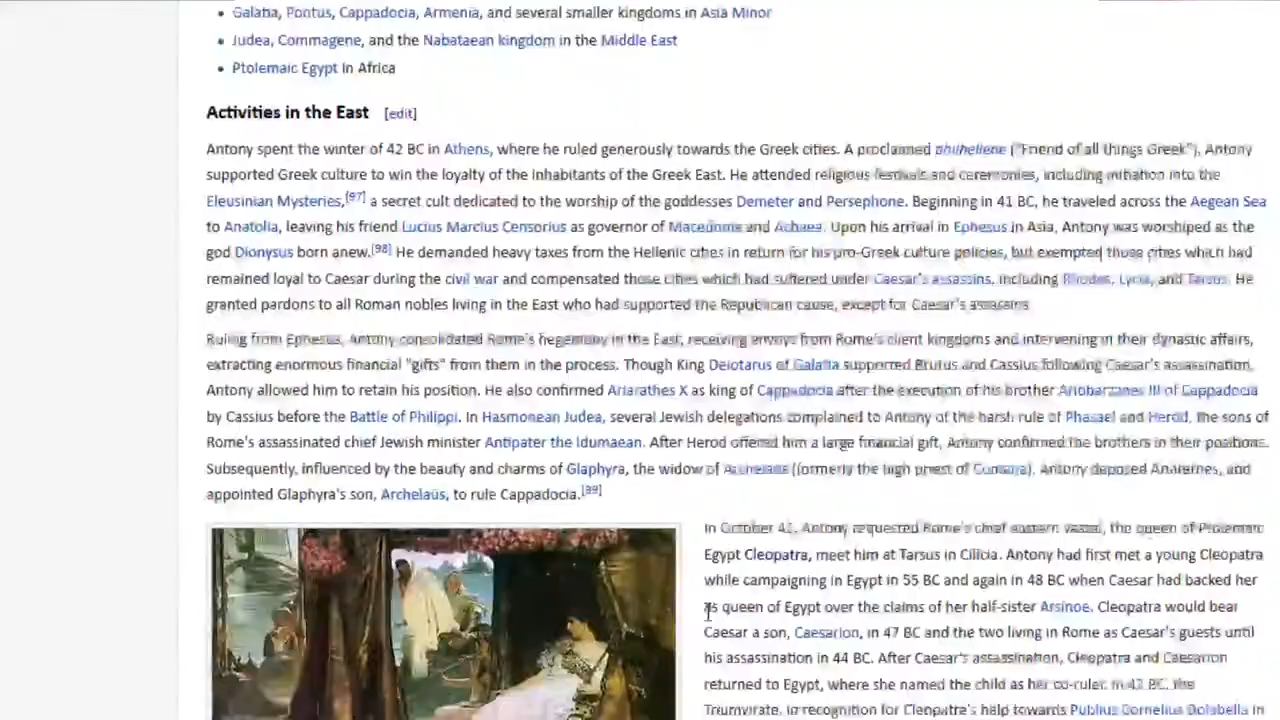 Galatia, Pontus, Cappadocia, Armenia, and several smaller kingdoms in Asia Minor
Judea, Commagene, and the Nabataean kingdom in the Middle East
Ptolemaic Egypt in Africa
Activities in the East [edit]
Antony spent the winter of 42 BC in Athens, where he ruled generously towards the Greek cities. A proclaimed philhellene ("Friend of all things Greek"), Antony
supported Greek culture to win the loyalty of the inhabitants of the Greek East. He attended religious festivals and ceremonies, including initiation into the
Eleusinian Mysteries,[97] a secret cult dedicated to the worship of the goddesses Demeter and Persephone. Beginning in 41 BC, he traveled across the Aegean Sea
to Anatolia, leaving his friend Lucius Marcius Censorius as governor of Macedonia and Achaea. Upon his arrival in Ephesus in Asia, Antony was worshiped as the
god Dionysus born anew.[98] He demanded heavy taxes from the Hellenic cities in return for his pro-Greek culture policies, but exempted those cities which had
remained loyal to Caesar during the civil war and compensated those cities which had suffered under Caesar's assassins, including Rhodes, Lycia, and Tarsus. He
granted pardons to all Roman nobles living in the East who had supported the Republican cause, except for Caesar's assassins.
Ruling from Ephesus, Antony consolidated Rome's hegemony in the East, receiving envoys from Rome's client kingdoms and intervening in their dynastic affairs,
extracting enormous financial "gifts" from them in the process. Though King Deiotarus of Galatia supported Brutus and Cassius following Caesar's assassination,
Antony allowed him to retain his position. He also confirmed Ariarathes X as king of Cappadocia after the execution of his brother Ariobarzanes III of Cappadocia
by Cassius before the Battle of Philippi. In Hasmonean Judea, several Jewish delegations complained to Antony of the harsh rule of Phasael and Herod, the sons of
Rome's assassinated chief Jewish minister Antipater the Idumaean. After Herod offered him a large financial gift, Antony confirmed the brothers in their positions.
Subsequently, influenced by the beauty and charms of Glaphyra, the widow of Archelaüs (formerly the high priest of Comana), Antony deposed Ariarathes, and
appointed Glaphyra's son, Archelaüs, to rule Cappadocia.[99]
In October 41, Antony requested Rome's chief eastern vassal, the queen of Ptolemaic
Egypt Cleopatra, meet him at Tarsus in Cilicia. Antony had first met a young Cleopatra
while campaigning in Egypt in 55 BC and again in 48 BC when Caesar had backed her
as queen of Egypt over the claims of her half-sister Arsinoe. Cleopatra would bear
Caesar a son, Caesarion, in 47 BC and the two living in Rome as Caesar's guests until
his assassination in 44 BC. After Caesar's assassination, Cleopatra and Caesarion
returned to Egypt, where she named the child as her co-ruler. In 42 BC, the
Triumvirate, in recognition for Cleopatra's help towards Publius Cornelius Dolabella in